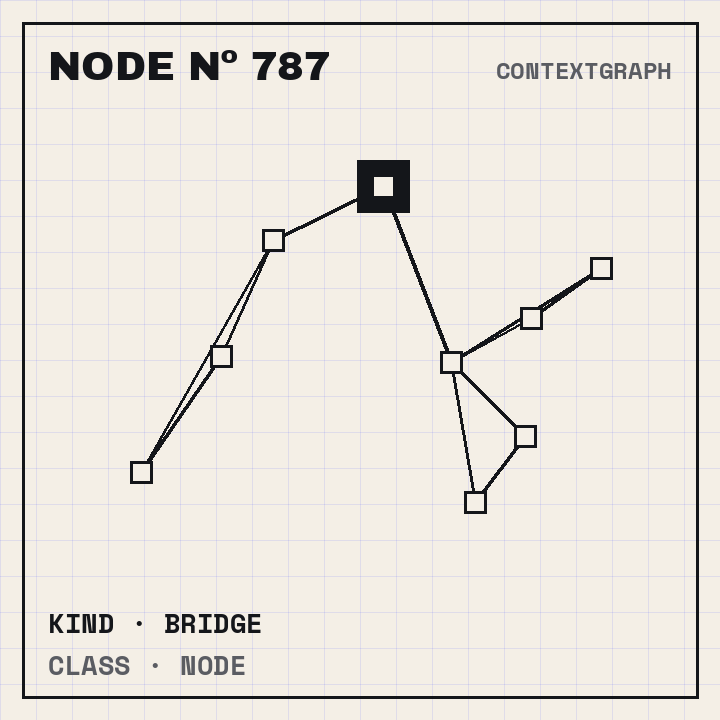 NODE Nº 787
CONTEXTGRAPH
KIND · BRIDGE
CLASS · NODE